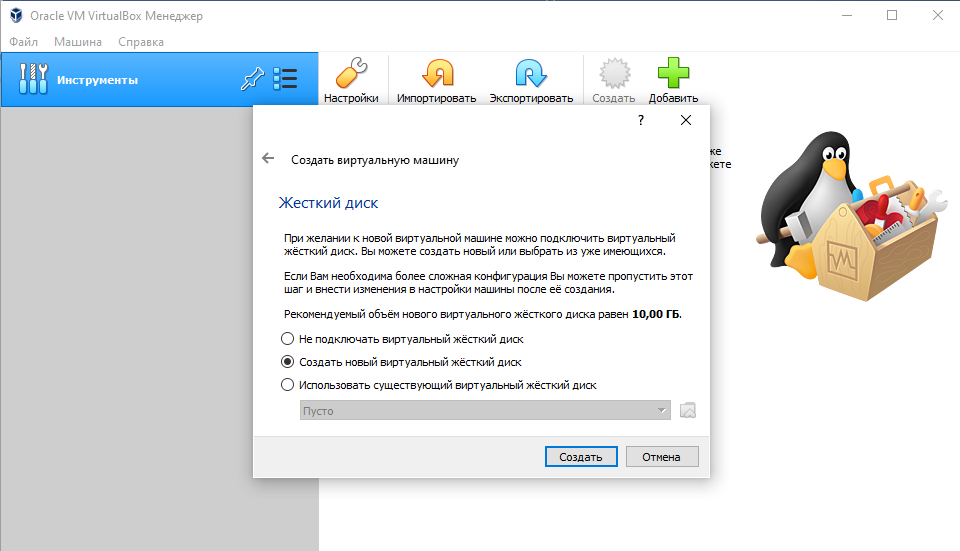 Oracle VM VirtualBox Менеджер
Файл Машина Справка
Инструменты
Настройки Импортировать Экспортировать Создать Добавить
?
же
жете
Создать виртуальную машину
Жесткий диск
При желании к новой виртуальной машине можно подключить виртуальный
жёсткий диск. Вы можете создать новый или выбрать из уже имеющихся.
Если Вам необходима более сложная конфигурация Вы можете пропустить этот
шаг и внести изменения в настройки машины после её создания.
Рекомендуемый объём нового виртуального жёсткого диска равен 10,00 ГБ.
Не подключать виртуальный жёсткий диск
Создать новый виртуальный жёсткий диск
Использовать существующий виртуальный жёсткий диск
Пусто
Создать Отмена